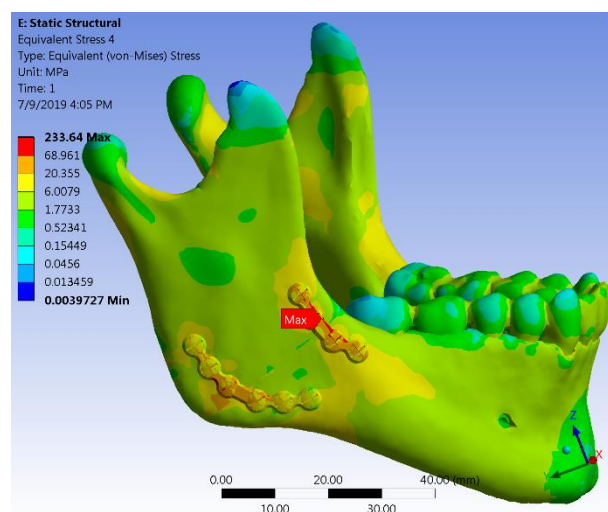 E: Static Structural
Equivalent Stress 4
Type: Equivalent (von-Mises) Stress
Unit: MPa
Time: 1
7/9/2019 4:05 PM
233.64 Max
68.961
20.355
6.0079
1.7733
0.52341
0.15449
0.0456
0.013459
0.0039727 Min
Max
Z
X
Y
0.00 20.00 40.00 (mm)
10.00 30.00